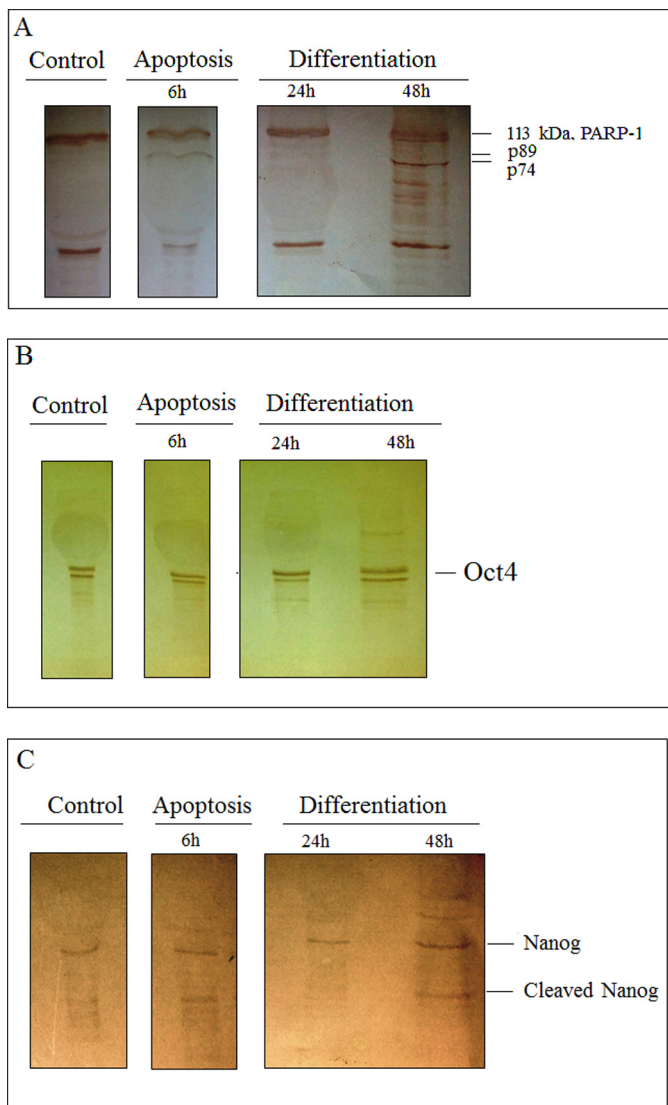 A
Control Apoptosis Differentiation
6h 24h 48h
113 kDa, PARP-1
p89
p74
B
Control Apoptosis Differentiation
6h 24h 48h
Oct4
C
Control Apoptosis Differentiation
6h 24h 48h
Nanog
Cleaved Nanog